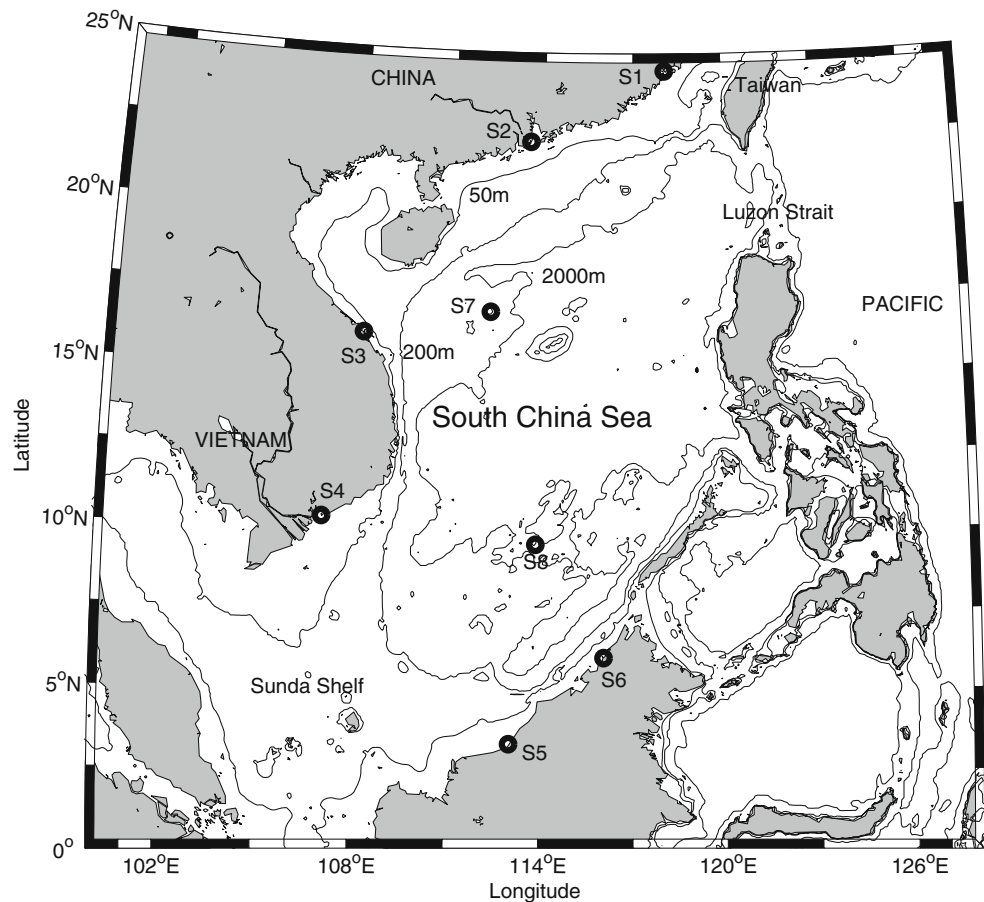 25°N
CHINA
S1
Taiwan
S2
20°N
50m
Luzon Strait
2000m
S7
PACIFIC
15°N
S3
200m
South China Sea
Latitude
VIETNAM
S4
10°N
S8
5°N
Sunda Shelf
S6
S5
0°
102°E
108°E
114°E
120°E
126°E
Longitude